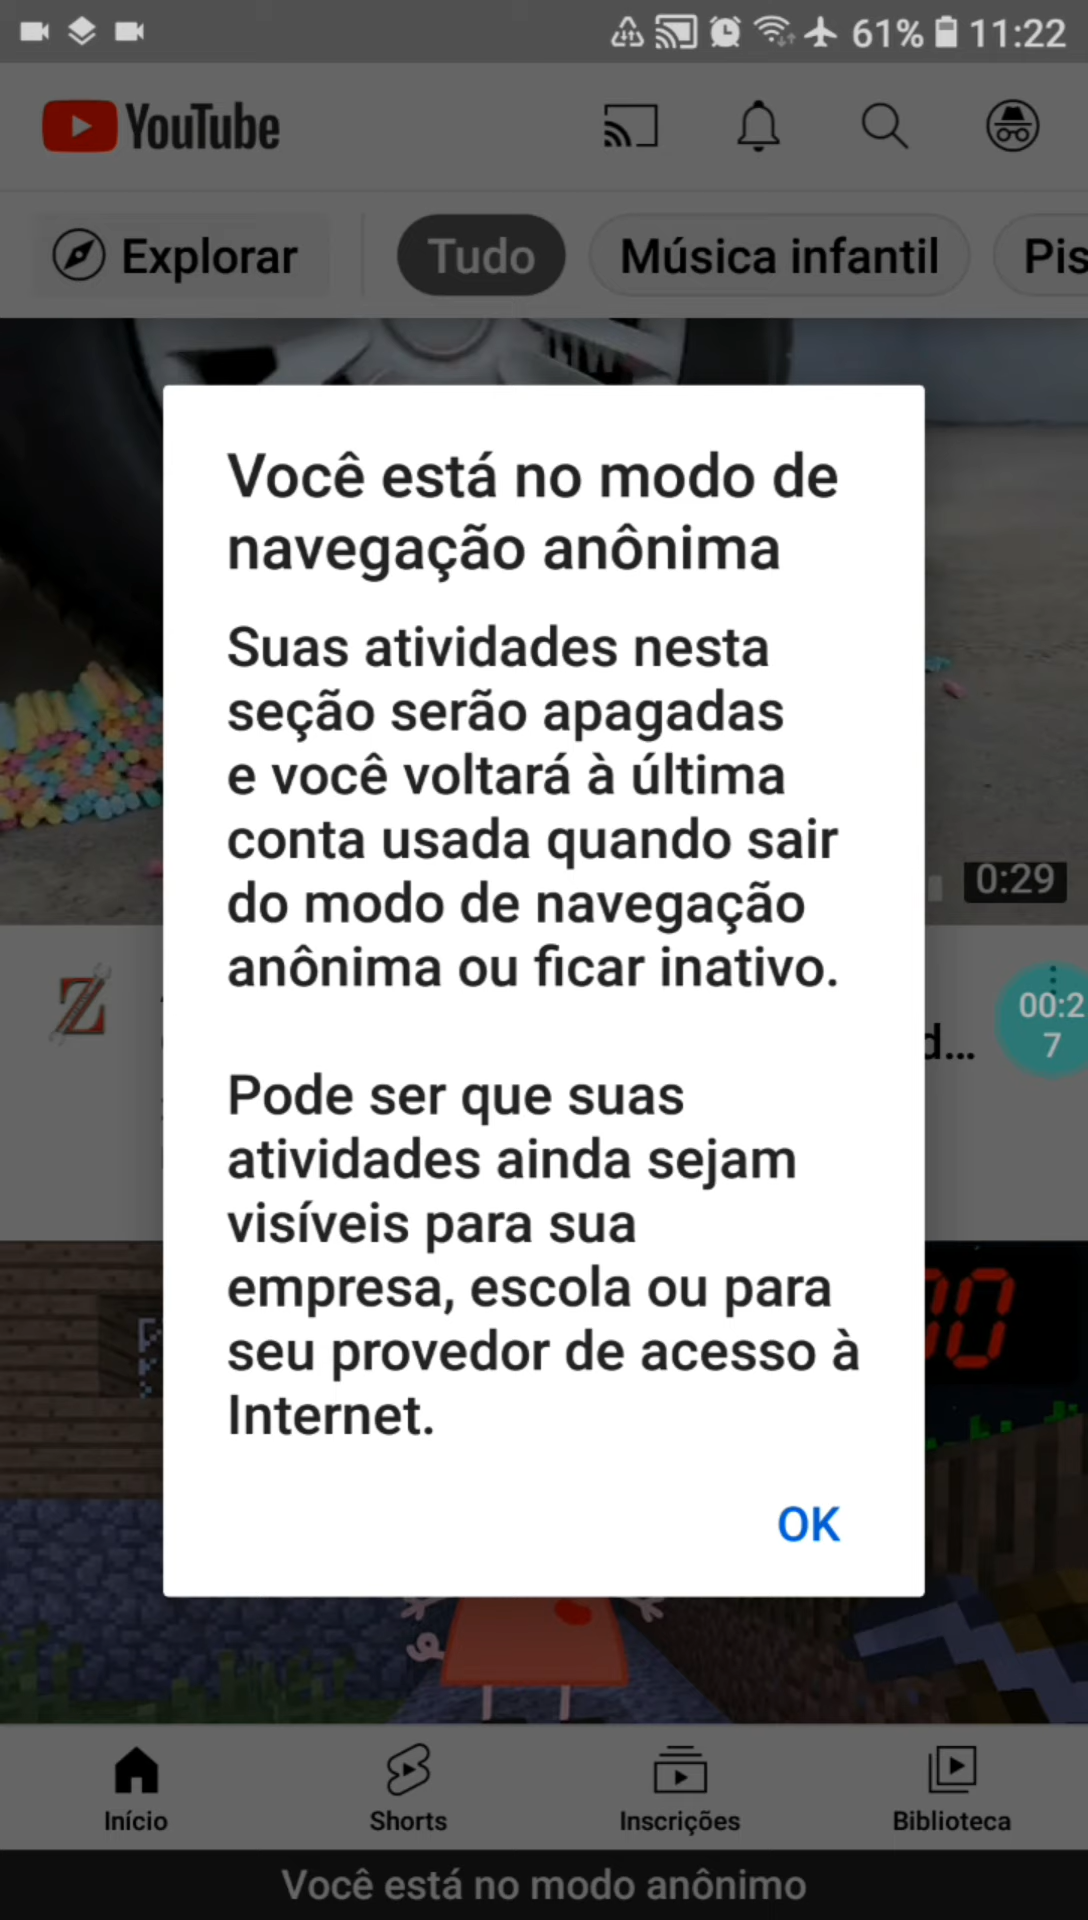 61% 11:22
YouTube
Explorar
Tudo
Música infantil
Pis
Você está no modo de
navegação anônima
Suas atividades nesta
seção serão apagadas
e você voltará à última
conta usada quando sair
do modo de navegação
anônima ou ficar inativo.
Pode ser que suas
atividades ainda sejam
visíveis para sua
empresa, escola ou para
seu provedor de acesso à
Internet.
OK
0:29
Z
d...
00:2
7
00
Início
Shorts
Inscrições
Biblioteca
Você está no modo anônimo